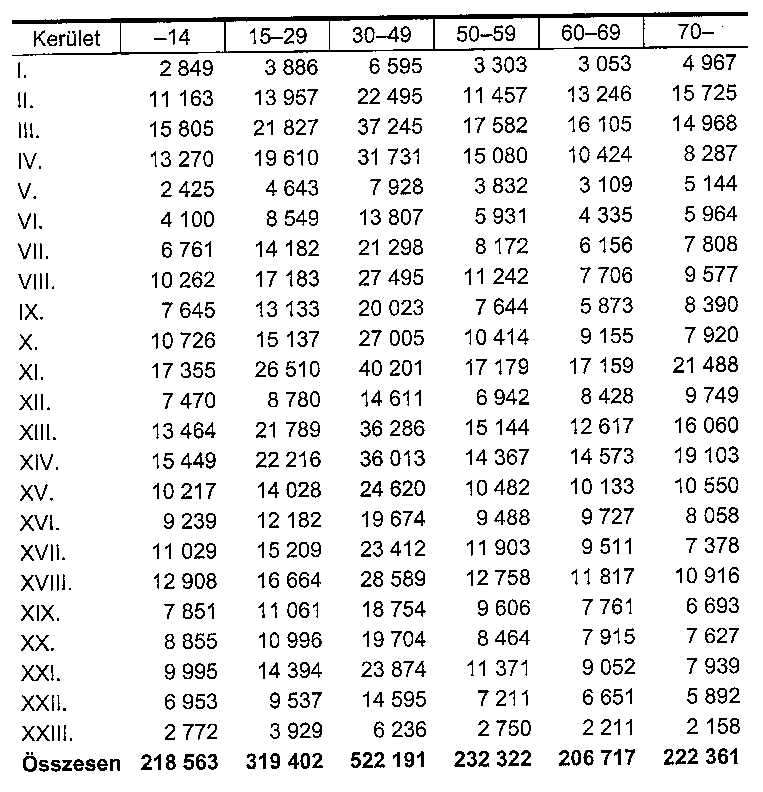 Kerület –14 15–29 30–49 50–59 60–69 70–
I. 2 849 3 886 6 595 3 303 3 053 4 967
II. 11 163 13 957 22 495 11 457 13 246 15 725
III. 15 805 21 827 37 245 17 582 16 105 14 968
IV. 13 270 19 610 31 731 15 080 10 424 8 287
V. 2 425 4 643 7 928 3 832 3 109 5 144
VI. 4 100 8 549 13 807 5 931 4 335 5 964
VII. 6 761 14 182 21 298 8 172 6 156 7 808
VIII. 10 262 17 183 27 495 11 242 7 706 9 577
IX. 7 645 13 133 20 023 7 644 5 873 8 390
X. 10 726 15 137 27 005 10 414 9 155 7 920
XI. 17 355 26 510 40 201 17 179 17 159 21 488
XII. 7 470 8 780 14 611 6 942 8 428 9 749
XIII. 13 464 21 789 36 286 15 144 12 617 16 060
XIV. 15 449 22 216 36 013 14 367 14 573 19 103
XV. 10 217 14 028 24 620 10 482 10 133 10 550
XVI. 9 239 12 182 19 674 9 488 9 727 8 058
XVII. 11 029 15 209 23 412 11 903 9 511 7 378
XVIII. 12 908 16 664 28 589 12 758 11 817 10 916
XIX. 7 851 11 061 18 754 9 606 7 761 6 693
XX. 8 855 10 996 19 704 8 464 7 915 7 627
XXI. 9 995 14 394 23 874 11 371 9 052 7 939
XXII. 6 953 9 537 14 595 7 211 6 651 5 892
XXIII. 2 772 3 929 6 236 2 750 2 211 2 158
Összesen 218 563 319 402 522 191 232 322 206 717 222 361